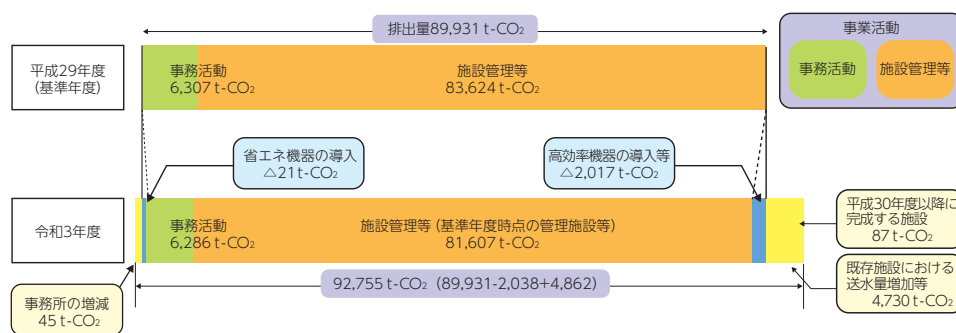 排出量89,931 t-CO₂
事業活動
事務活動
施設管理等
平成29年度
(基準年度)
事務活動
6,307 t-CO₂
施設管理等
83,624 t-CO₂
省エネ機器の導入
△21 t-CO₂
高効率機器の導入等
△2,017 t-CO₂
令和3年度
事務活動
6,286 t-CO₂
施設管理等 (基準年度時点の管理施設等)
81,607 t-CO₂
平成30年度以降に
完成する施設
87 t-CO₂
92,755 t-CO₂ (89,931-2,038+4,862)
事務所の増減
45 t-CO₂
既存施設における
送水量増加等
4,730 t-CO₂